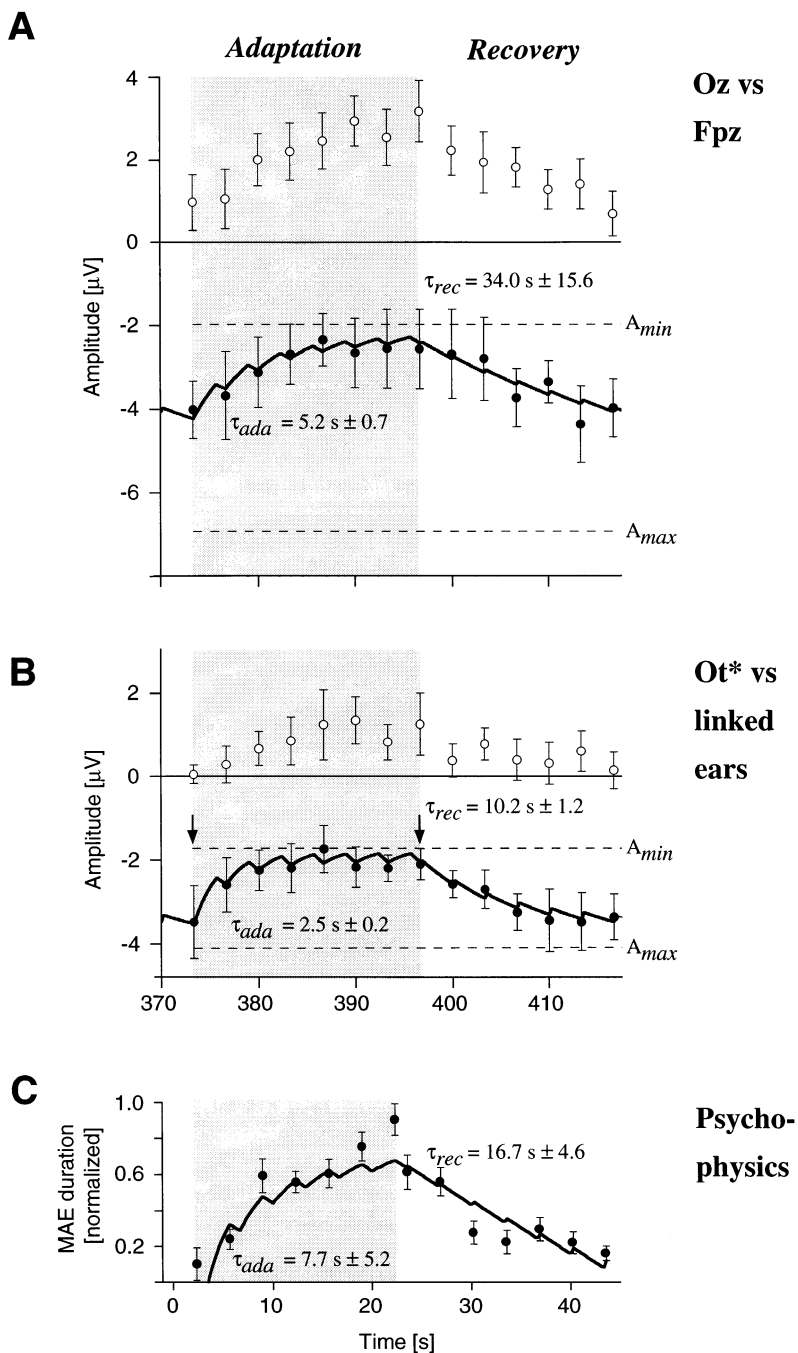 A
Adaptation
Recovery
Oz vs
Fpz
4
2
0
-2
-4
-6
Amplitude [µV]
τrec = 34.0 s ± 15.6
Amin
τada = 5.2 s ± 0.7
Amax
B
Ot* vs
linked
ears
2
0
-2
-4
Amplitude [µV]
τrec = 10.2 s ± 1.2
Amin
τada = 2.5 s ± 0.2
Amax
370
380
390
400
410
C
Psycho-
physics
1.0
0.6
0.2
MAE duration
[normalized]
τrec = 16.7 s ± 4.6
τada = 7.7 s ± 5.2
0
10
20
30
40
Time [s]